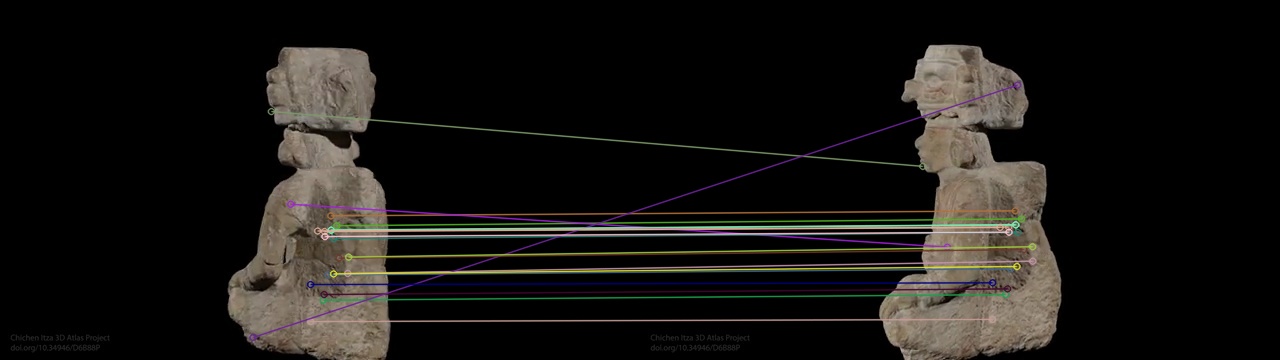 Chichen Itza 3D Atlas Project
doi.org/10.34946/D6B88P
Chichen Itza 3D Atlas Project
doi.org/10.34946/D6B88P